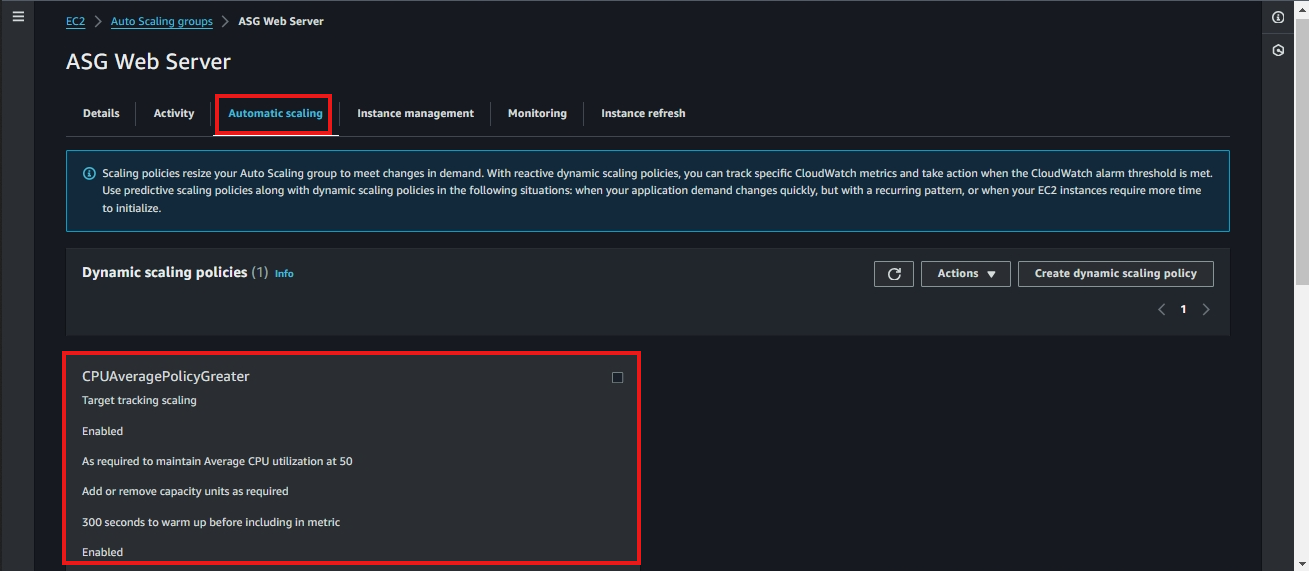 EC2 > Auto Scaling groups > ASG Web Server
ASG Web Server
Details
Activity
Automatic scaling
Instance management
Monitoring
Instance refresh
Scaling policies resize your Auto Scaling group to meet changes in demand. With reactive dynamic scaling policies, you can track specific CloudWatch metrics and take action when the CloudWatch alarm threshold is met.
Use predictive scaling policies along with dynamic scaling policies in the following situations: when your application demand changes quickly, but with a recurring pattern, or when your EC2 instances require more time
to initialize.
Dynamic scaling policies (1) Info
Actions
Create dynamic scaling policy
1
CPUAveragePolicyGreater
Target tracking scaling
Enabled
As required to maintain Average CPU utilization at 50
Add or remove capacity units as required
300 seconds to warm up before including in metric
Enabled